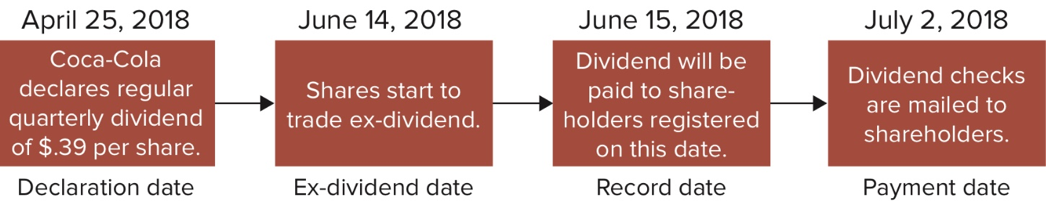 April 25, 2018
Coca-Cola
declares regular
quarterly dividend
of $.39 per share.
Declaration date
June 14, 2018
Shares start to
trade ex-dividend.
Ex-dividend date
June 15, 2018
Dividend will be
paid to share-
holders registered
on this date.
Record date
July 2, 2018
Dividend checks
are mailed to
shareholders.
Payment date